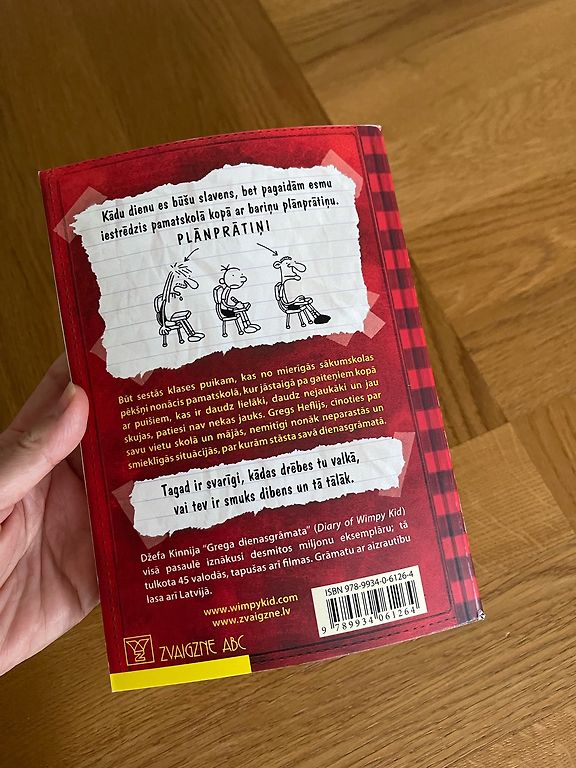 Kādu dienu es būšu slavens, bet pagaidām esmu
iestrēdzis pamatskolā kopā ar bariņu plānprātiņu.
PLĀNPRĀTIŅI
Būt sestās klases puikam, kas no mierīgās sākumskolas
pēkšņi nonācis pamatskolā, kur jāstaigā pa gaiteņiem kopā
ar puišiem, kas ir daudz lielāki, daudz nejaukāki un jau
skujas, patiesi nav nekas jauks. Gregs Heflijs, cīnoties par
savu vietu skolā un mājās, nemitīgi nonāk neparastās un
smieklīgās situācijās, par kurām stāsta savā dienasgrāmatā.
Tagad ir svarīgi, kādas drēbes tu valkā,
vai tev ir smuks dibens un tā tālāk.
Džefa Kinnija "Grega dienasgrāmata" (Diary of Wimpy Kid)
visā pasaulē iznākusi desmitos miljonu eksemplāru; tā
tulkota 45 valodās, tapušas arī filmas. Grāmatu ar aizrautību
lasa arī Latvijā.
www.wimpykid.com
www.zvaigzne.lv
ISBN 978-9934-0-6126-4
9 789934 061264
ZVAIGZNE ABC